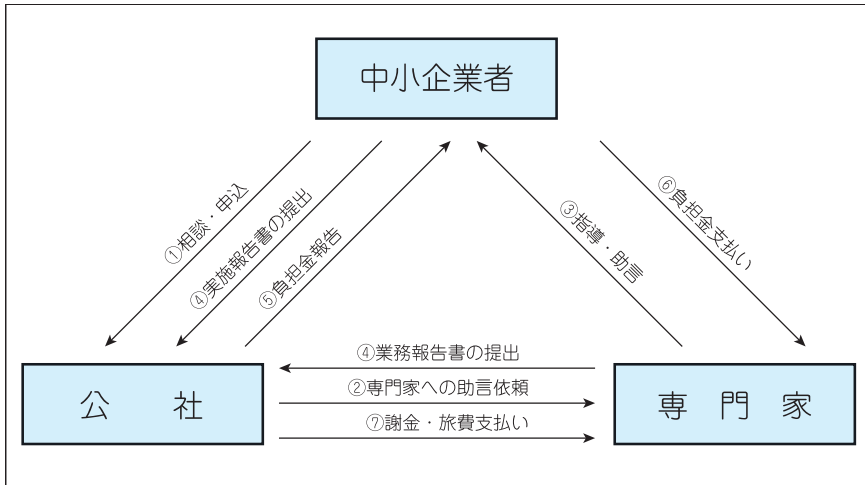 中小企業者
①相談・申込
④実施報告書の提出
⑤負担金報告
③指導・助言
⑥負担金支払い
④業務報告書の提出
②専門家への助言依頼
⑦謝金・旅費支払い
公　社
専　門　家